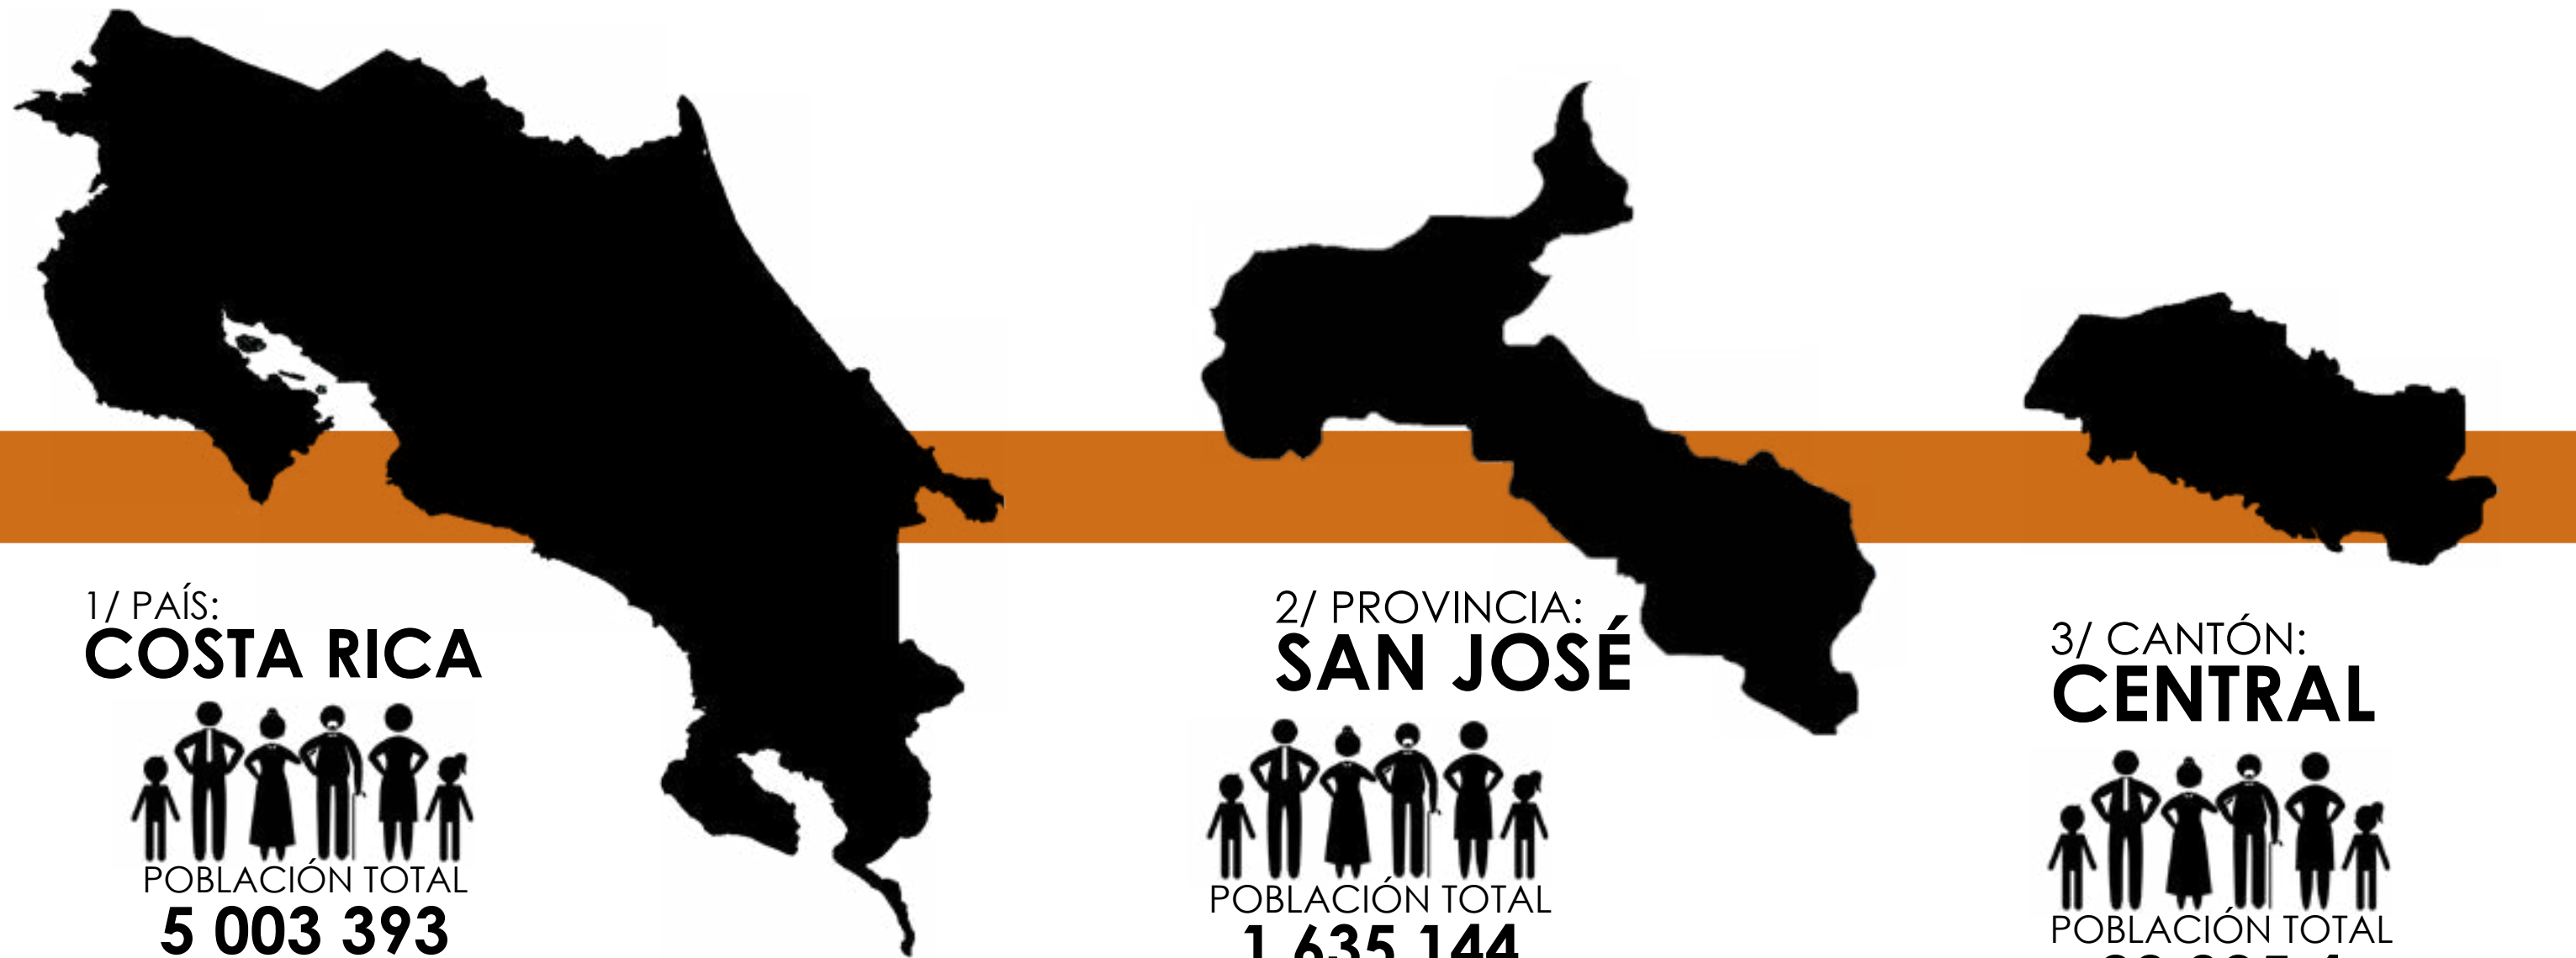 1/ PAÍS:
COSTA RICA
POBLACIÓN TOTAL
5 003 393
2/ PROVINCIA:
SAN JOSÉ
POBLACIÓN TOTAL
1 635 144
3/ CANTÓN:
CENTRAL
POBLACIÓN TOTAL